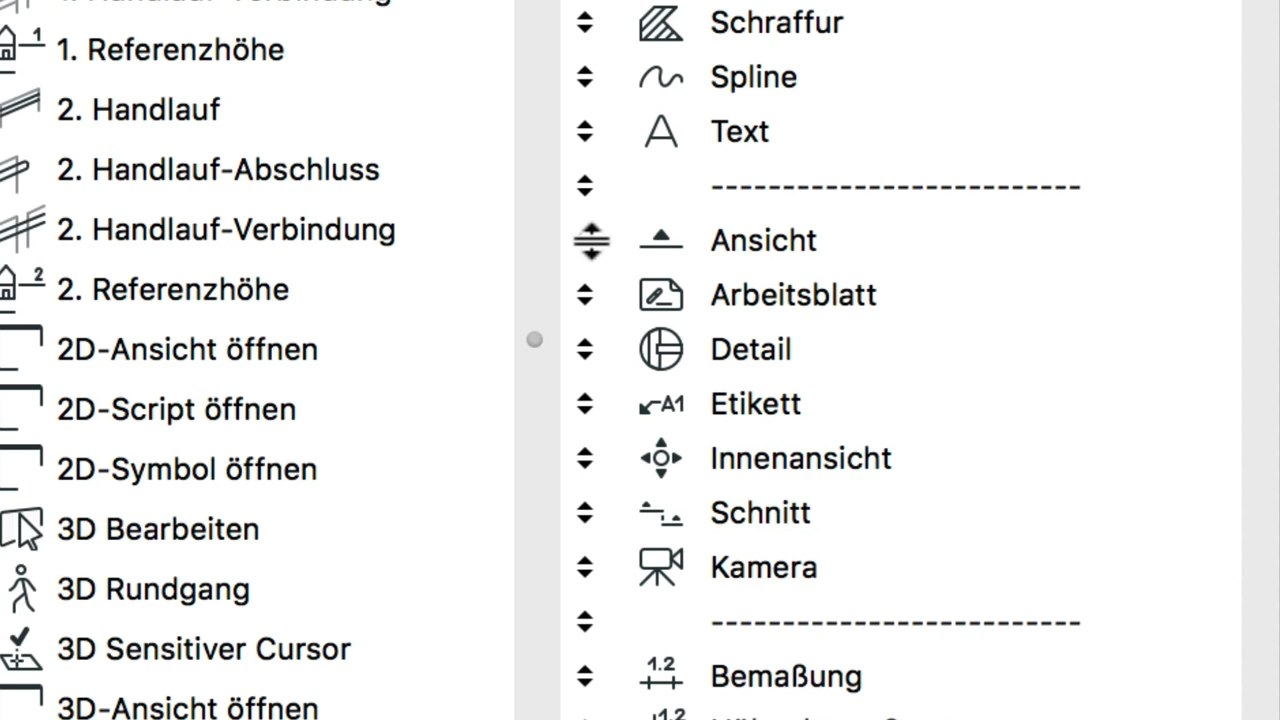 1. Referenzhöhe
2. Handlauf
2. Handlauf-Abschluss
2. Handlauf-Verbindung
2. Referenzhöhe
2D-Ansicht öffnen
2D-Script öffnen
2D-Symbol öffnen
3D Bearbeiten
3D Rundgang
3D Sensitiver Cursor
3D-Ansicht öffnen
Schraffur
Spline
Text
--------------------------
Ansicht
Arbeitsblatt
Detail
A1 Etikett
Innenansicht
Schnitt
Kamera
--------------------------
1.2 Bemaßung